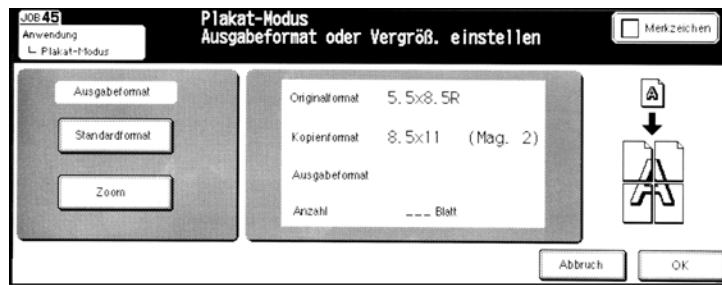 JOB 45
Anwendung
Plakat-Modus
Plakat-Modus
Ausgabeformat oder Vergröß. einstellen
Merkzeichen
Ausgabeformat
Standardformat
Zoom
Originalformat 5.5x8.5R
Kopienformat 8.5x11 (Mag. 2)
Ausgabeformat
Anzahl ___ Blatt
A
A
Abbruch
OK